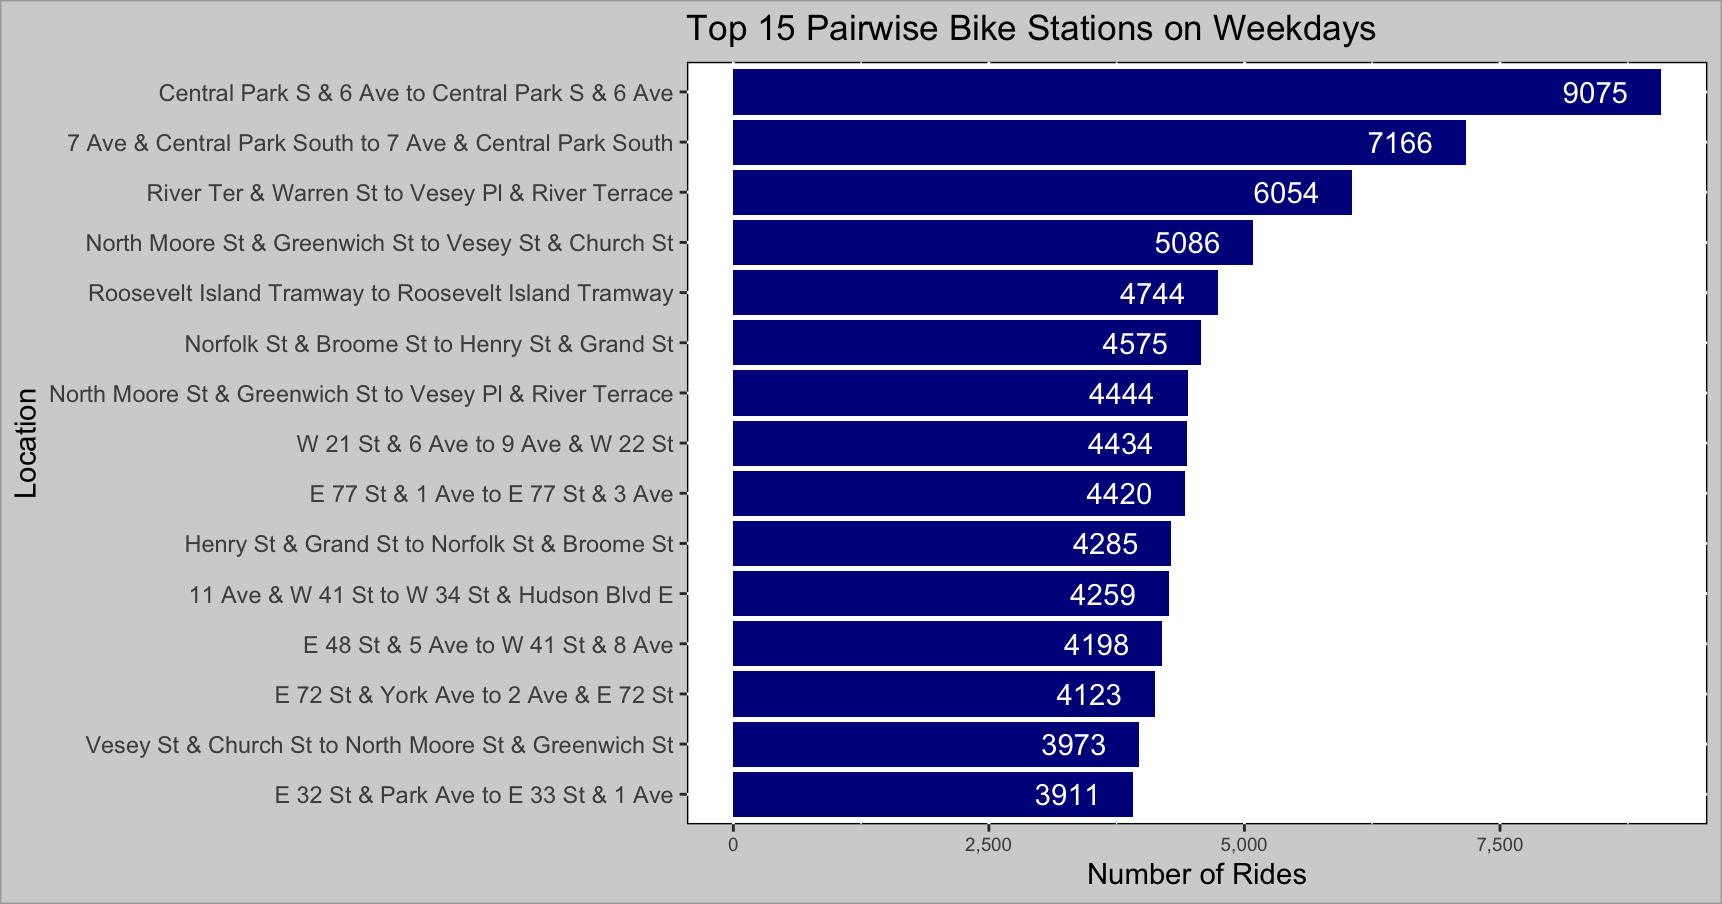 Top 15 Pairwise Bike Stations on Weekdays
Location
Central Park S & 6 Ave to Central Park S & 6 Ave 9075
7 Ave & Central Park South to 7 Ave & Central Park South 7166
River Ter & Warren St to Vesey Pl & River Terrace 6054
North Moore St & Greenwich St to Vesey St & Church St 5086
Roosevelt Island Tramway to Roosevelt Island Tramway 4744
Norfolk St & Broome St to Henry St & Grand St 4575
North Moore St & Greenwich St to Vesey Pl & River Terrace 4444
W 21 St & 6 Ave to 9 Ave & W 22 St 4434
E 77 St & 1 Ave to E 77 St & 3 Ave 4420
Henry St & Grand St to Norfolk St & Broome St 4285
11 Ave & W 41 St to W 34 St & Hudson Blvd E 4259
E 48 St & 5 Ave to W 41 St & 8 Ave 4198
E 72 St & York Ave to 2 Ave & E 72 St 4123
Vesey St & Church St to North Moore St & Greenwich St 3973
E 32 St & Park Ave to E 33 St & 1 Ave 3911
0 2,500 5,000 7,500
Number of Rides